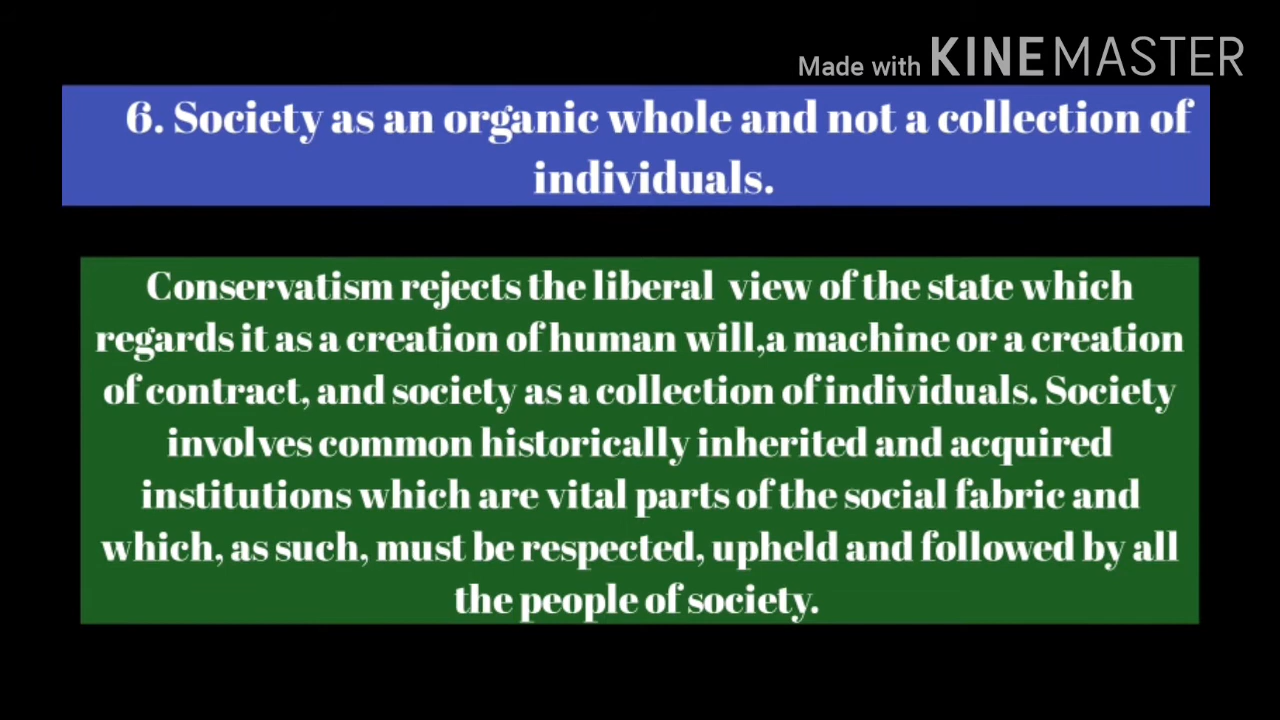 Made with KINEMASTER
6. Society as an organic whole and not a collection of
individuals.
Conservatism rejects the liberal view of the state which
regards it as a creation of human will,a machine or a creation
of contract, and society as a collection of individuals. Society
involves common historically inherited and acquired
institutions which are vital parts of the social fabric and
which, as such, must be respected, upheld and followed by all
the people of society.